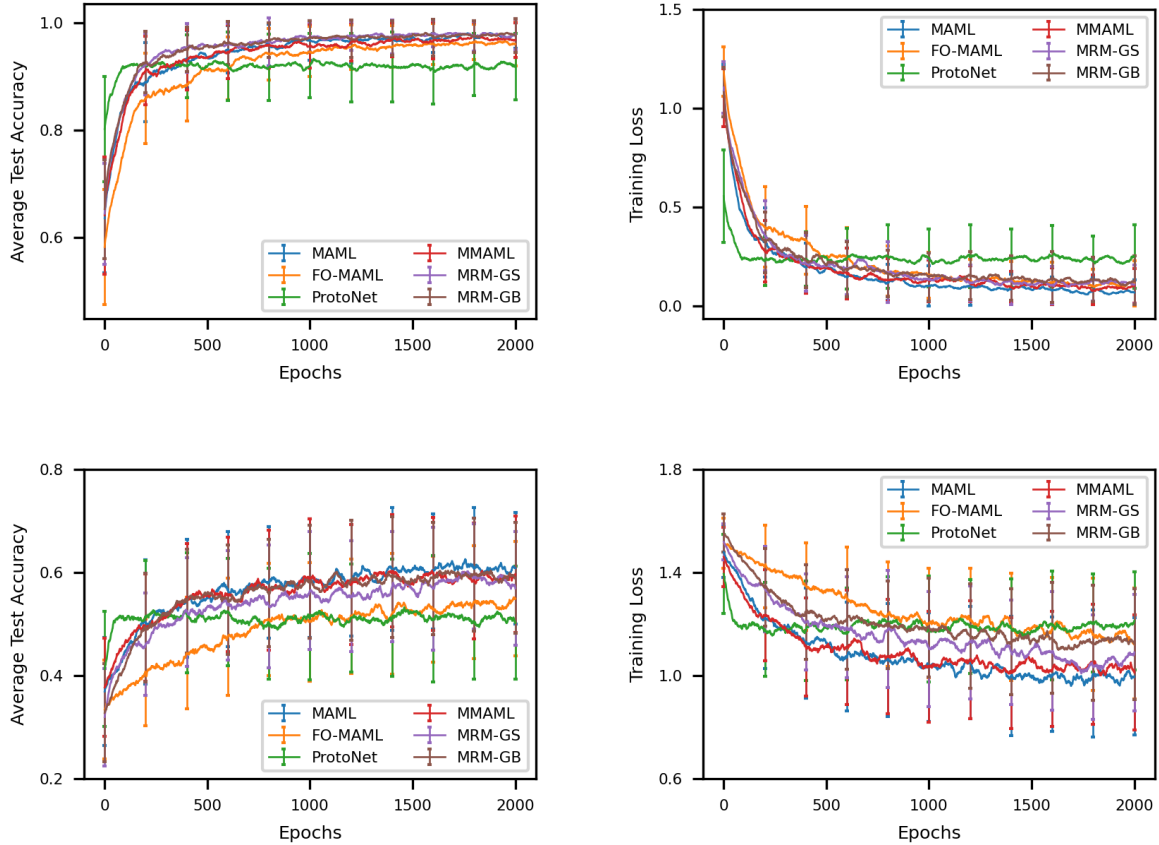 Average Test Accuracy
1.0
0.8
0.6
MAML
FO-MAML
ProtoNet
MMAML
MRM-GS
MRM-GB
0 500 1000 1500 2000
Epochs
Training Loss
1.5
1.0
0.5
0.0
MAML
FO-MAML
ProtoNet
MMAML
MRM-GS
MRM-GB
0 500 1000 1500 2000
Epochs
Average Test Accuracy
0.8
0.6
0.4
0.2
MAML
FO-MAML
ProtoNet
MMAML
MRM-GS
MRM-GB
0 500 1000 1500 2000
Epochs
Training Loss
1.8
1.4
1.0
0.6
MAML
FO-MAML
ProtoNet
MMAML
MRM-GS
MRM-GB
0 500 1000 1500 2000
Epochs